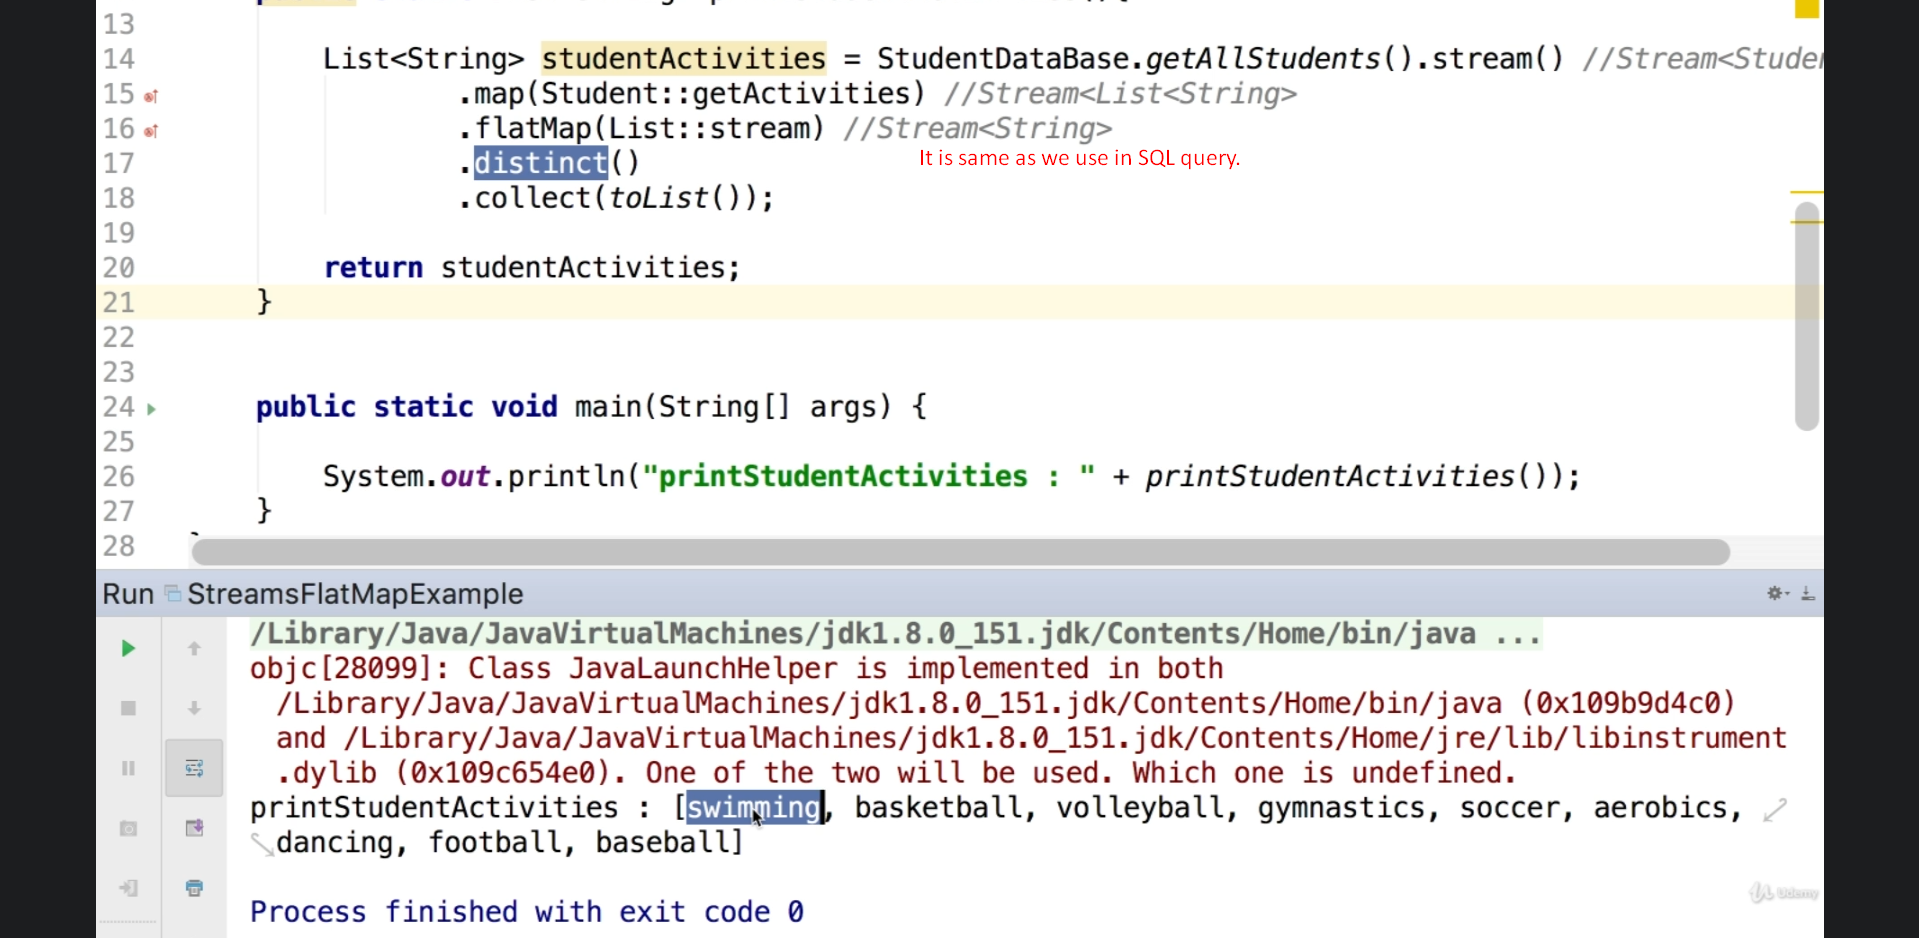 13
14 List<String> studentActivities = StudentDataBase.getAllStudents().stream() //Stream<Studen
15 .map(Student::getActivities) //Stream<List<String>
16 .flatMap(List::stream) //Stream<String>
17 .distinct() It is same as we use in SQL query.
18 .collect(toList());
19
20 return studentActivities;
21 }
22
23
24 public static void main(String[] args) {
25
26 System.out.println("printStudentActivities : " + printStudentActivities());
27 }
28
Run StreamsFlatMapExample
/Library/Java/JavaVirtualMachines/jdk1.8.0_151.jdk/Contents/Home/bin/java ...
objc[28099]: Class JavaLaunchHelper is implemented in both
/Library/Java/JavaVirtualMachines/jdk1.8.0_151.jdk/Contents/Home/bin/java (0x109b9d4c0)
and /Library/Java/JavaVirtualMachines/jdk1.8.0_151.jdk/Contents/Home/jre/lib/libinstrument
.dylib (0x109c654e0). One of the two will be used. Which one is undefined.
printStudentActivities : [swimming, basketball, volleyball, gymnastics, soccer, aerobics,
dancing, football, baseball]
Udemy
Process finished with exit code 0